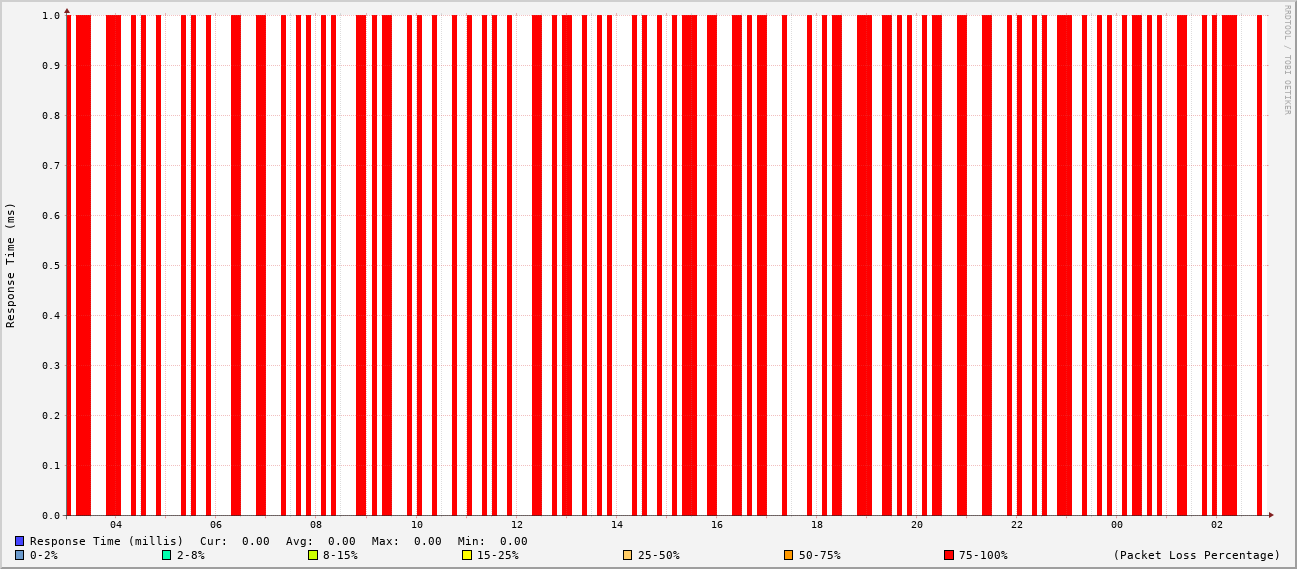 RRDTOOL / TOBI OETIKER
Response Time (ms)
1.0
0.9
0.8
0.7
0.6
0.5
0.4
0.3
0.2
0.1
0.0
04 06 08 10 12 14 16 18 20 22 00 02
Response Time (millis) Cur: 0.00 Avg: 0.00 Max: 0.00 Min: 0.00
0-2% 2-8% 8-15% 15-25% 25-50% 50-75% 75-100% (Packet Loss Percentage)